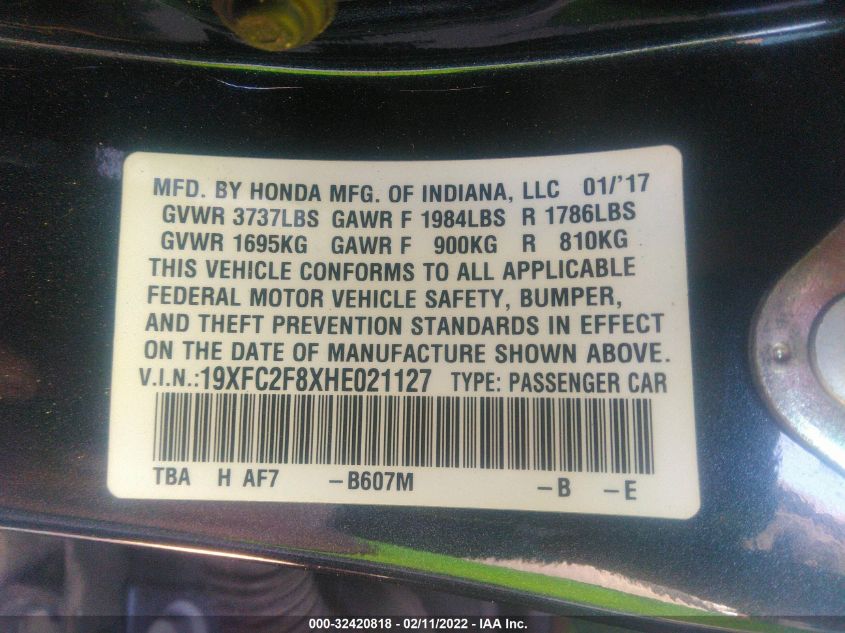 MFD. BY HONDA MFG. OF INDIANA, LLC 01/'17
GVWR 3737LBS GAWR F 1984LBS R 1786LBS
GVWR 1695KG GAWR F 900KG R 810KG
THIS VEHICLE CONFORMS TO ALL APPLICABLE
FEDERAL MOTOR VEHICLE SAFETY, BUMPER,
AND THEFT PREVENTION STANDARDS IN EFFECT
ON THE DATE OF MANUFACTURE SHOWN ABOVE.
V.I.N.:19XFC2F8XHE021127 TYPE: PASSENGER CAR
TBA H AF7 -B607M -B -E
000-32420818 - 02/11/2022 - IAA Inc.